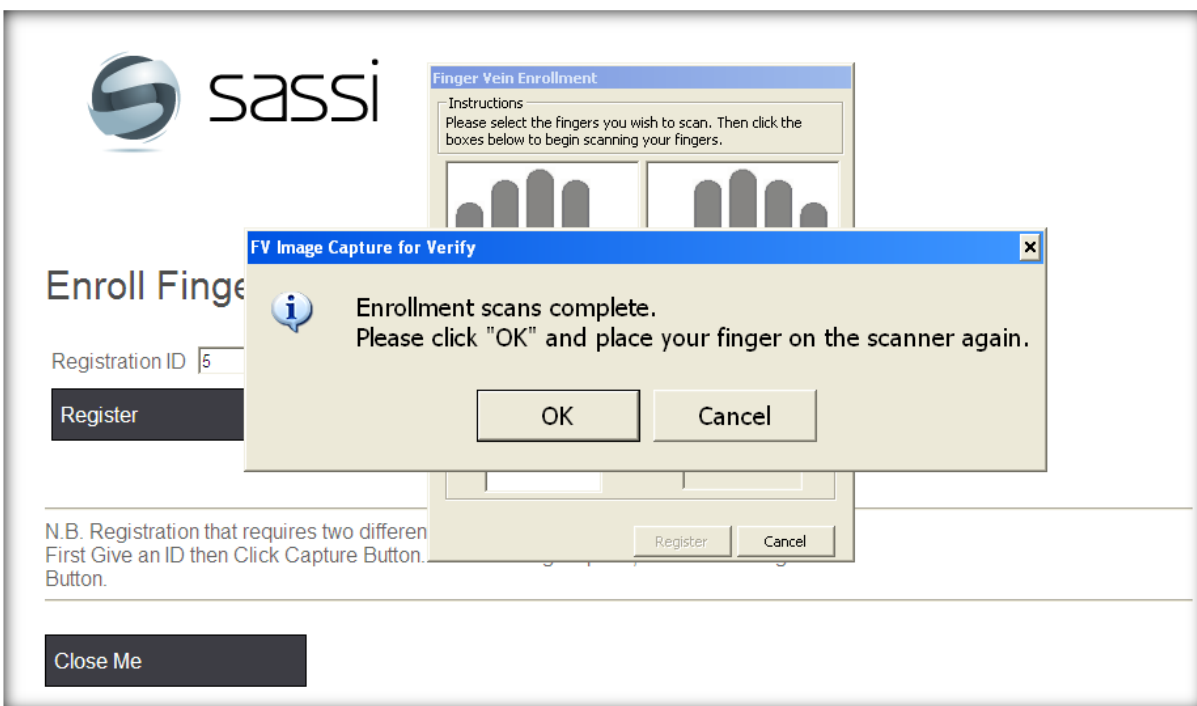 sassi
Finger Vein Enrollment
Instructions
Please select the fingers you wish to scan. Then click the
boxes below to begin scanning your fingers.
FV Image Capture for Verify
Enrollment scans complete.
Please click "OK" and place your finger on the scanner again.
OK Cancel
Enroll Finge
Registration ID 5
Register
Register Cancel
N.B. Registration that requires two differen
First Give an ID then Click Capture Button.
Button.
Close Me